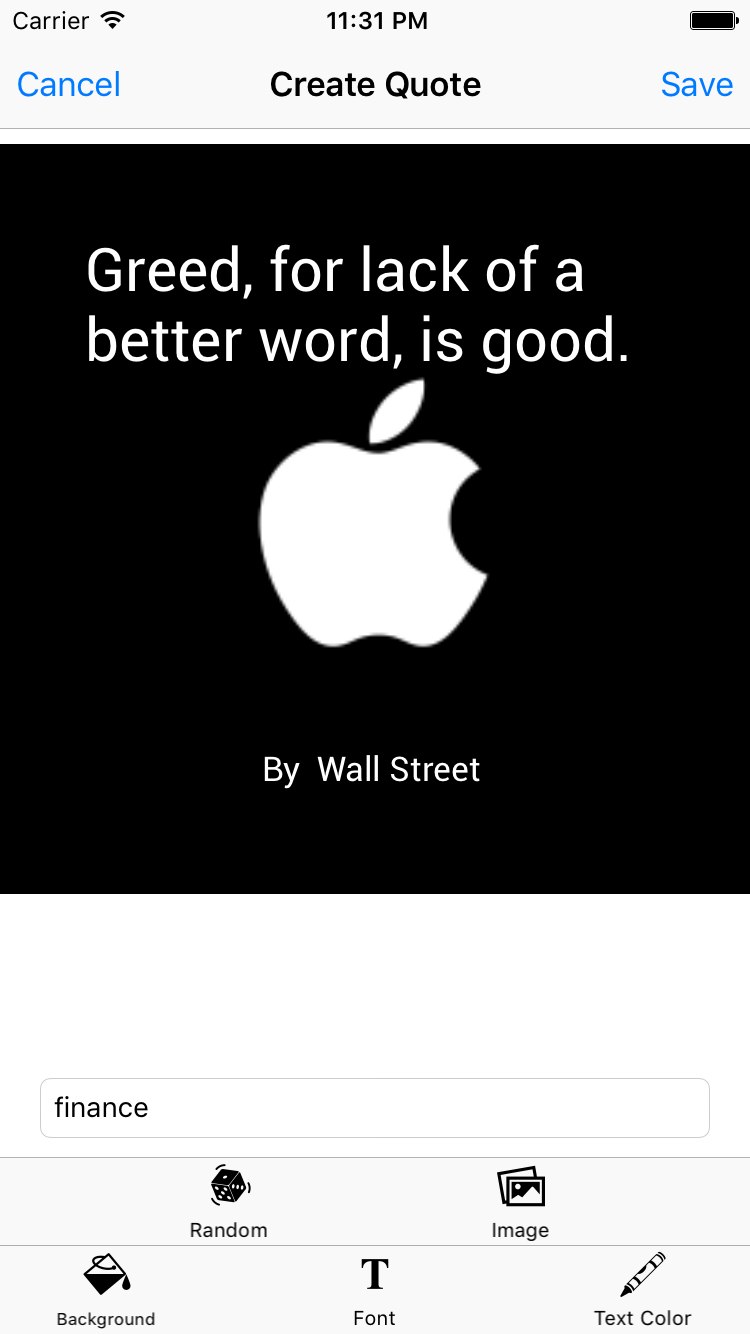 Carrier 11:31 PM
Cancel Create Quote Save
Greed, for lack of a
better word, is good.
By Wall Street
finance
Random Image
Background Font Text Color